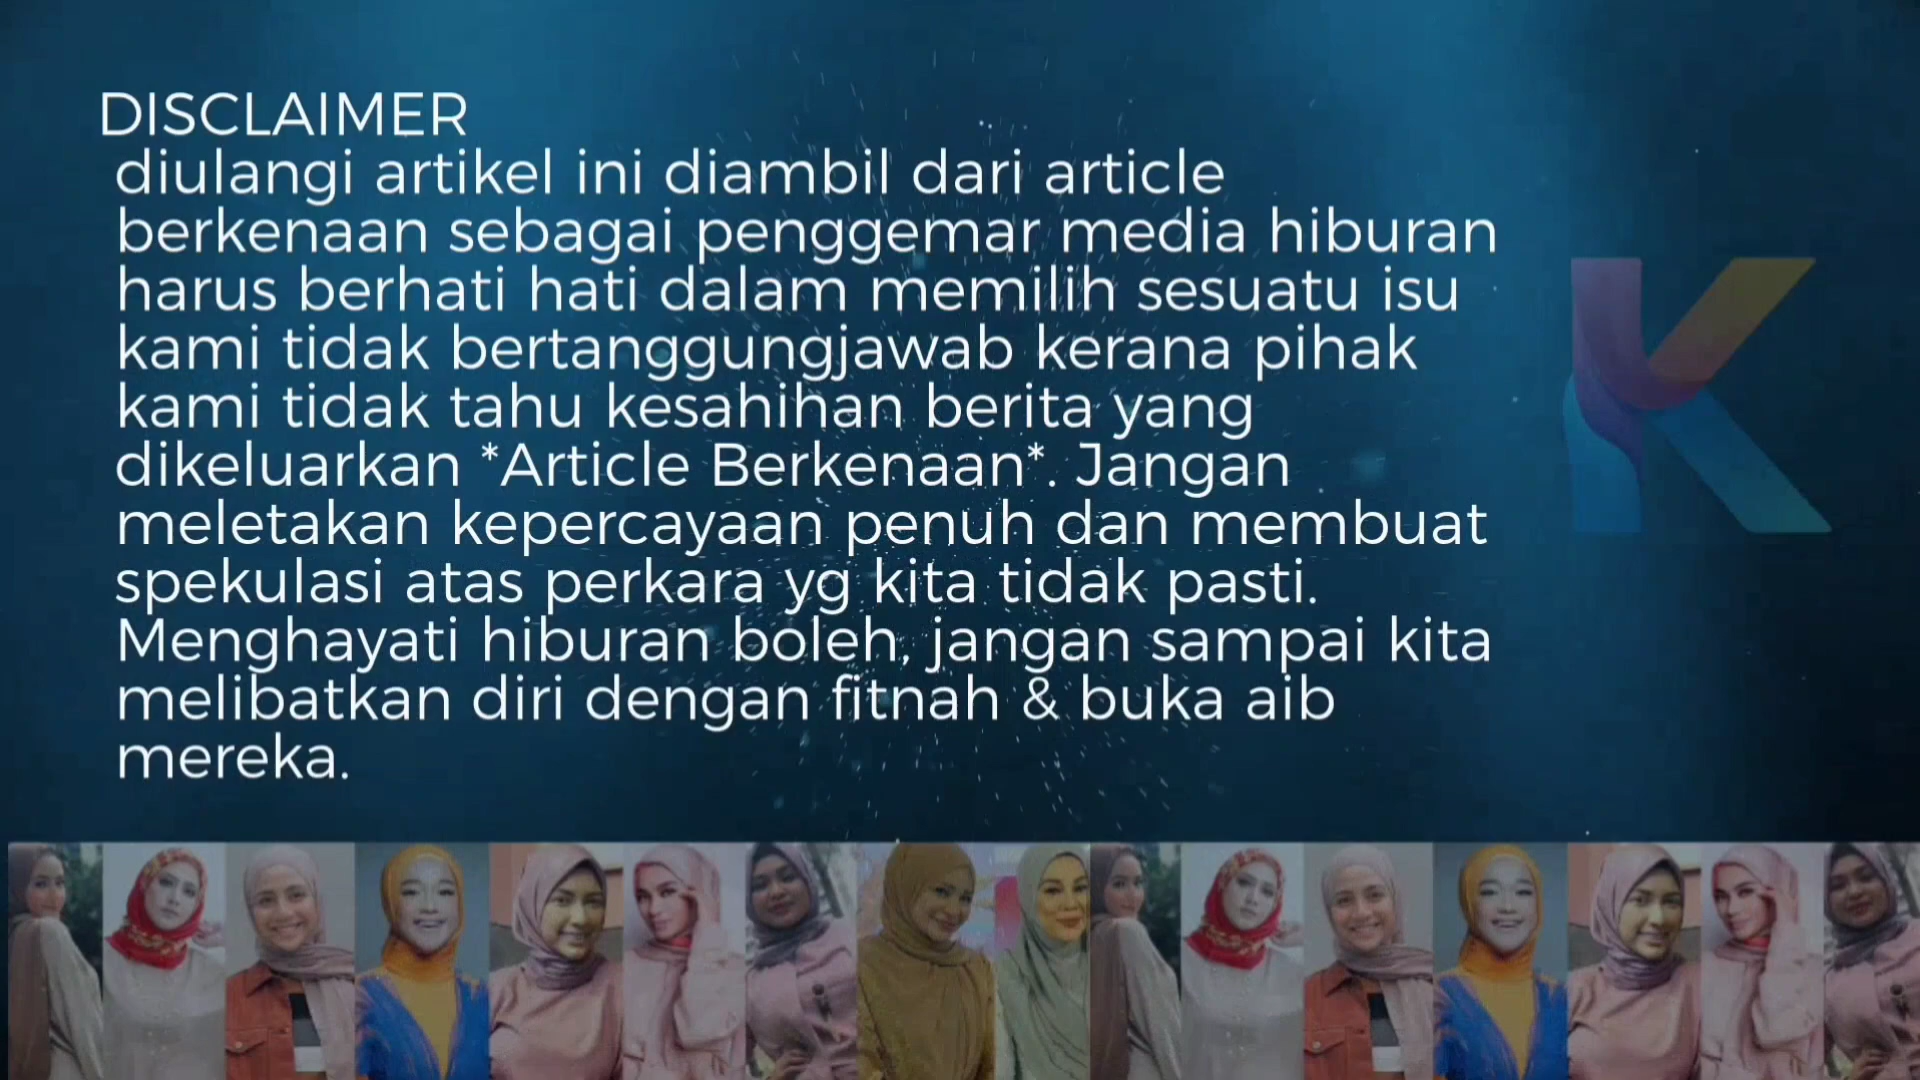 DISCLAIMER
diulangi artikel ini diambil dari article
berkenaan sebagai penggemar media hiburan
harus berhati hati dalam memilih sesuatu isu
kami tidak bertanggungjawab kerana pihak
kami tidak tahu kesahihan berita yang
dikeluarkan *Article Berkenaan*. Jangan
meletakan kepercayaan penuh dan membuat
spekulasi atas perkara yg kita tidak pasti.
Menghayati hiburan boleh, jangan sampai kita
melibatkan diri dengan fitnah & buka aib
mereka.
K